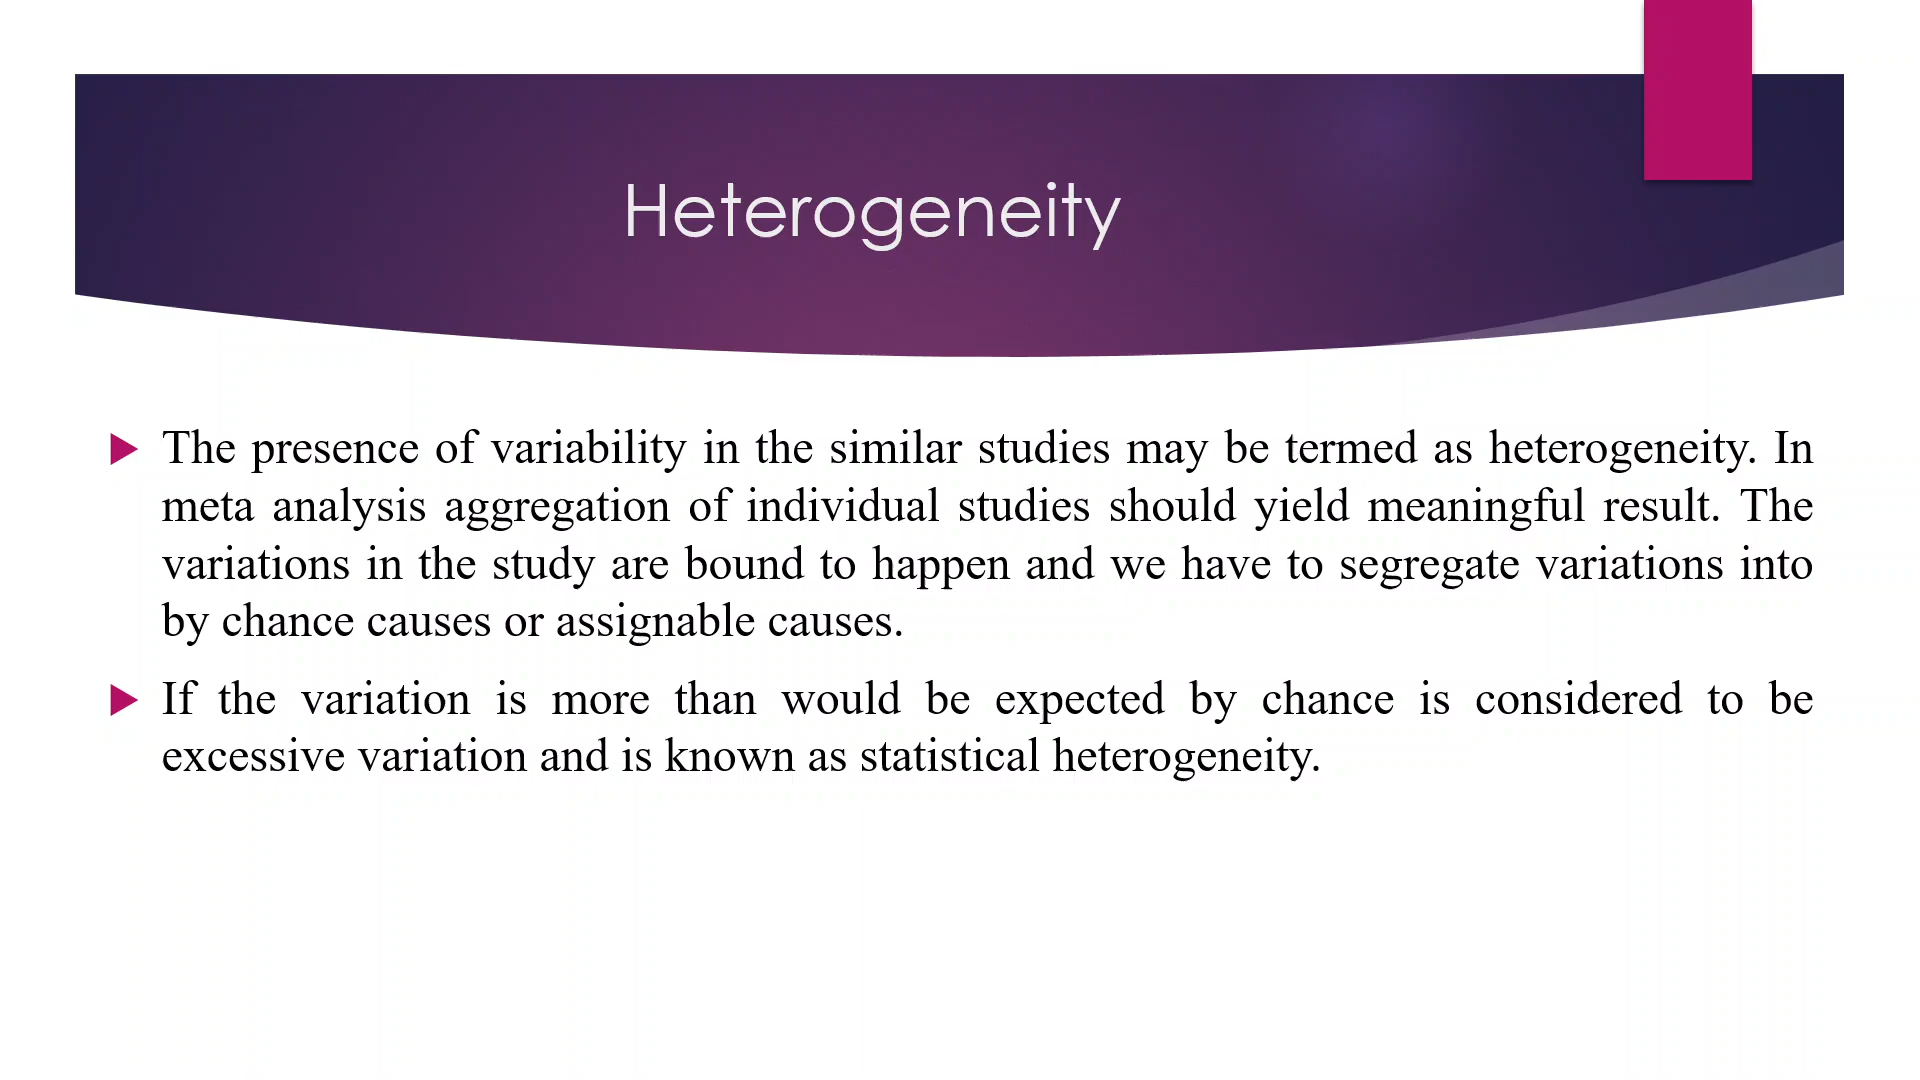 Heterogeneity
The presence of variability in the similar studies may be termed as heterogeneity. In
meta analysis aggregation of individual studies should yield meaningful result. The
variations in the study are bound to happen and we have to segregate variations into
by chance causes or assignable causes.
If the variation is more than would be expected by chance is considered to be
excessive variation and is known as statistical heterogeneity.